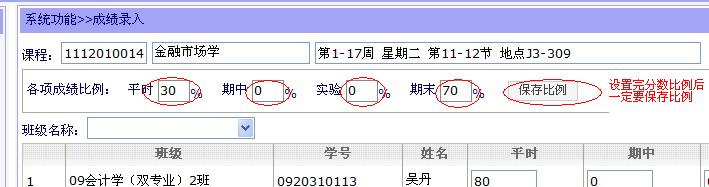 系统功能>>成绩录入
课程: 1112010014 金融市场学 第1-17周 星期二 第11-12节 地点J3-309
各项成绩比例: 平时 30 % 期中 0 % 实验 0 % 期末 70 % 保存比例
设置完分数比例后
一定要保存比例
班级名称:
班级 学号 姓名 平时 期中
1 09会计学（双专业）2班 0920310113 吴丹 80 0